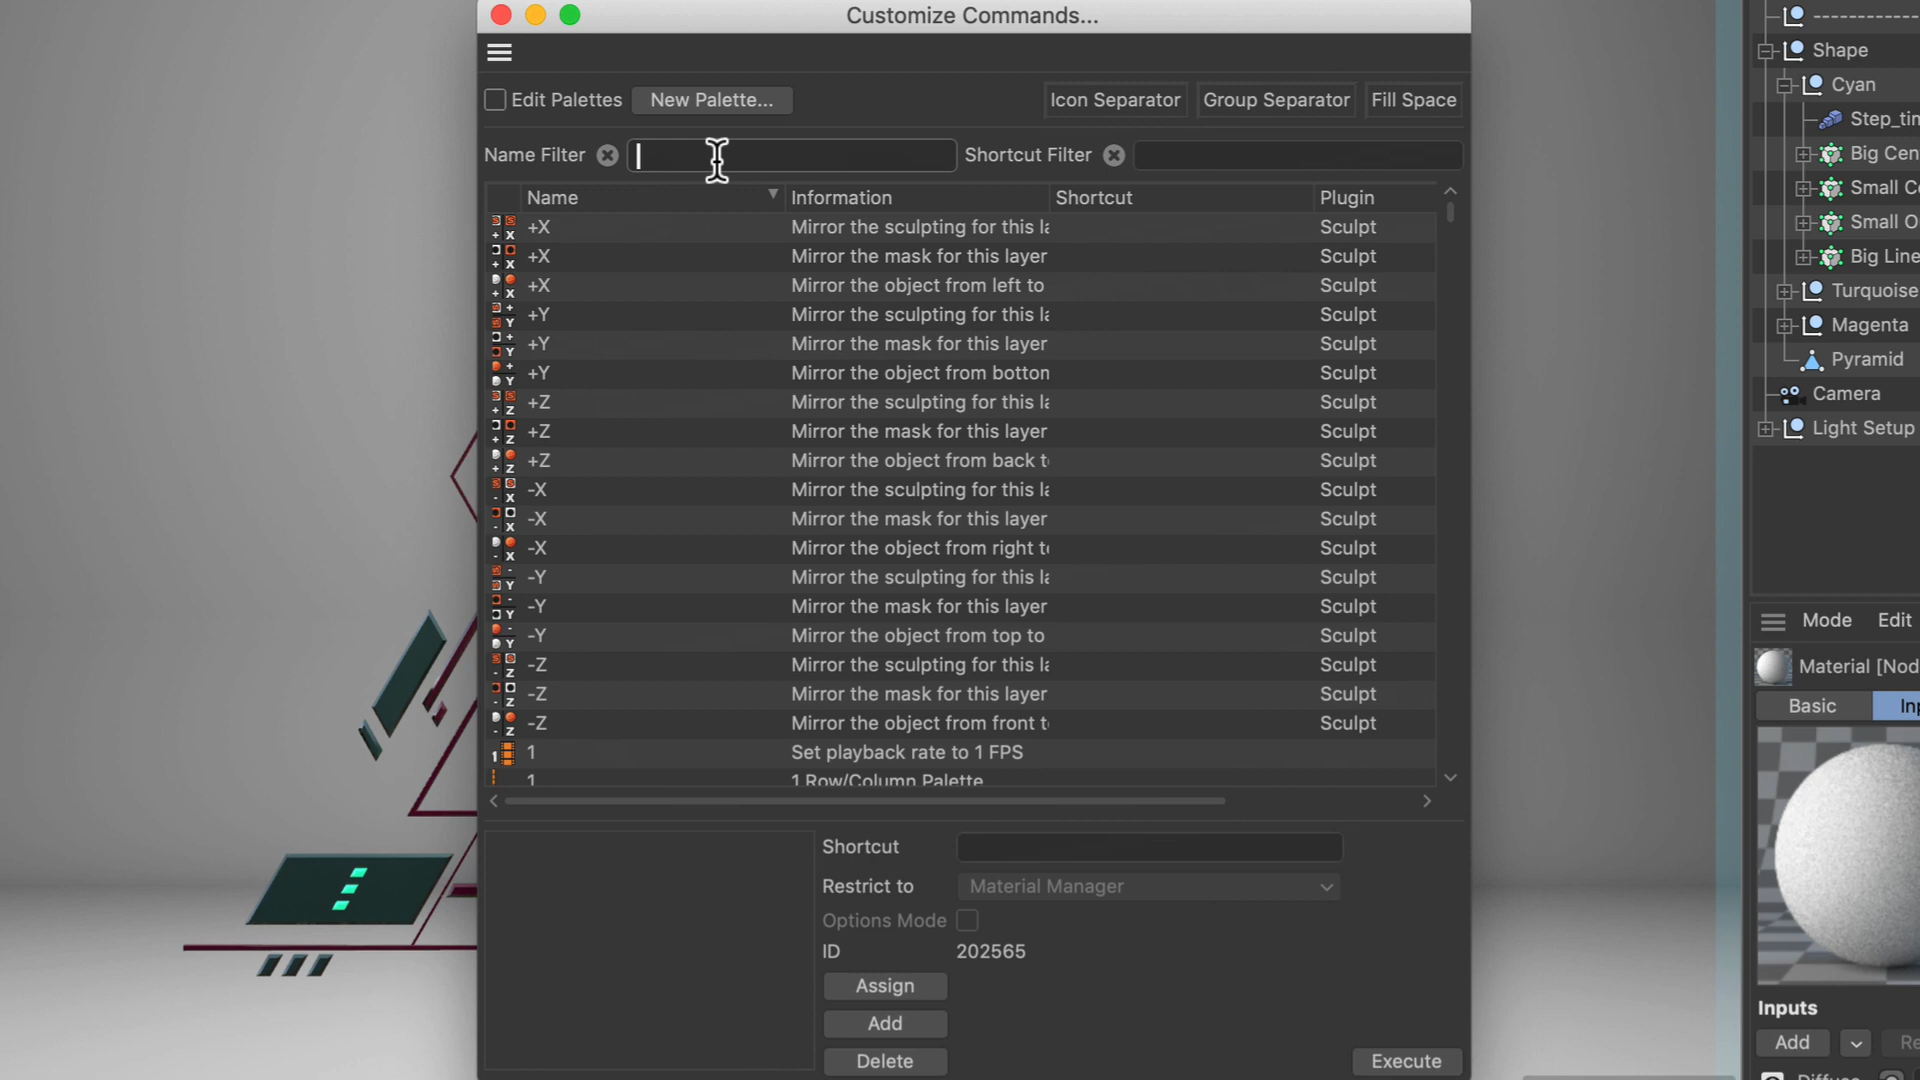 Customize Commands...
Edit Palettes
New Palette...
Icon Separator
Group Separator
Fill Space
Name Filter
Shortcut Filter
Name
Information
Shortcut
Plugin
+X Mirror the sculpting for this la Sculpt
+X Mirror the mask for this layer Sculpt
+X Mirror the object from left to Sculpt
+Y Mirror the sculpting for this la Sculpt
+Y Mirror the mask for this layer Sculpt
+Y Mirror the object from bottom Sculpt
+Z Mirror the sculpting for this la Sculpt
+Z Mirror the mask for this layer Sculpt
+Z Mirror the object from back t Sculpt
-X Mirror the sculpting for this la Sculpt
-X Mirror the mask for this layer Sculpt
-X Mirror the object from right t Sculpt
-Y Mirror the sculpting for this la Sculpt
-Y Mirror the mask for this layer Sculpt
-Y Mirror the object from top to Sculpt
-Z Mirror the sculpting for this la Sculpt
-Z Mirror the mask for this layer Sculpt
-Z Mirror the object from front t Sculpt
1 Set playback rate to 1 FPS
1 1 Row/Column Palette
Shortcut
Restrict to Material Manager
Options Mode
ID 202565
Assign
Add
Delete
Execute
Shape
Cyan
Step_tin
Big Cen
Small C
Small O
Big Line
Turquoise
Magenta
Pyramid
Camera
Light Setup
Mode Edit
Material [Nod
Basic Inp
Inputs
Add Re